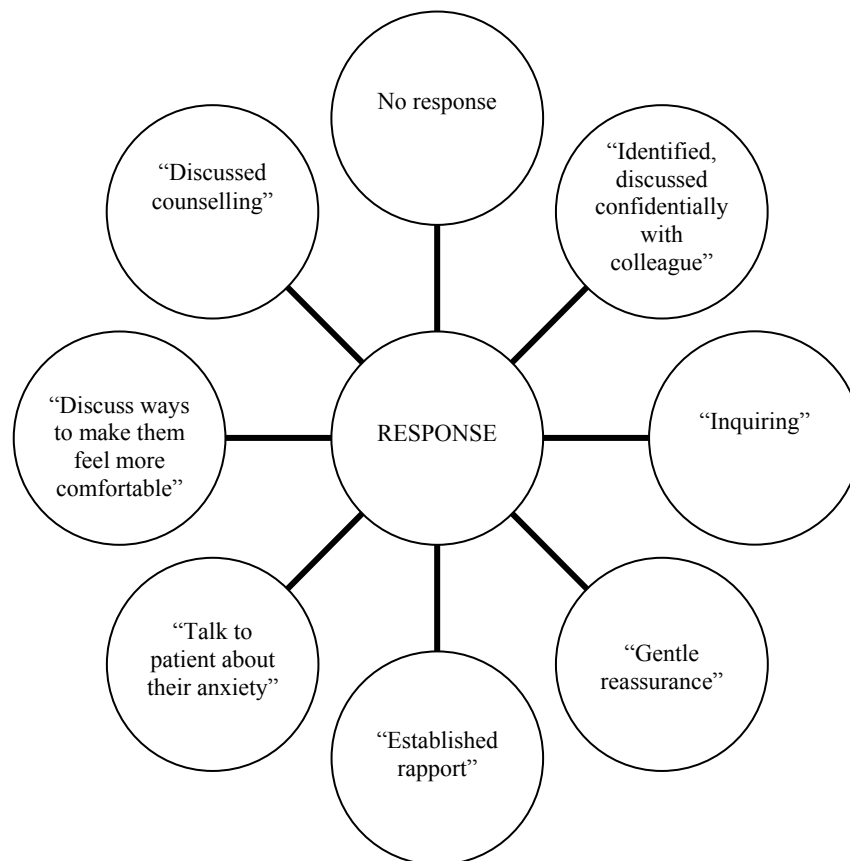 No response
“Identified,
discussed
confidentially
with
colleague”
“Inquiring”
“Gentle
reassurance”
“Established
rapport”
“Talk to
patient about
their anxiety”
“Discuss ways
to make them
feel more
comfortable”
“Discussed
counselling”
RESPONSE